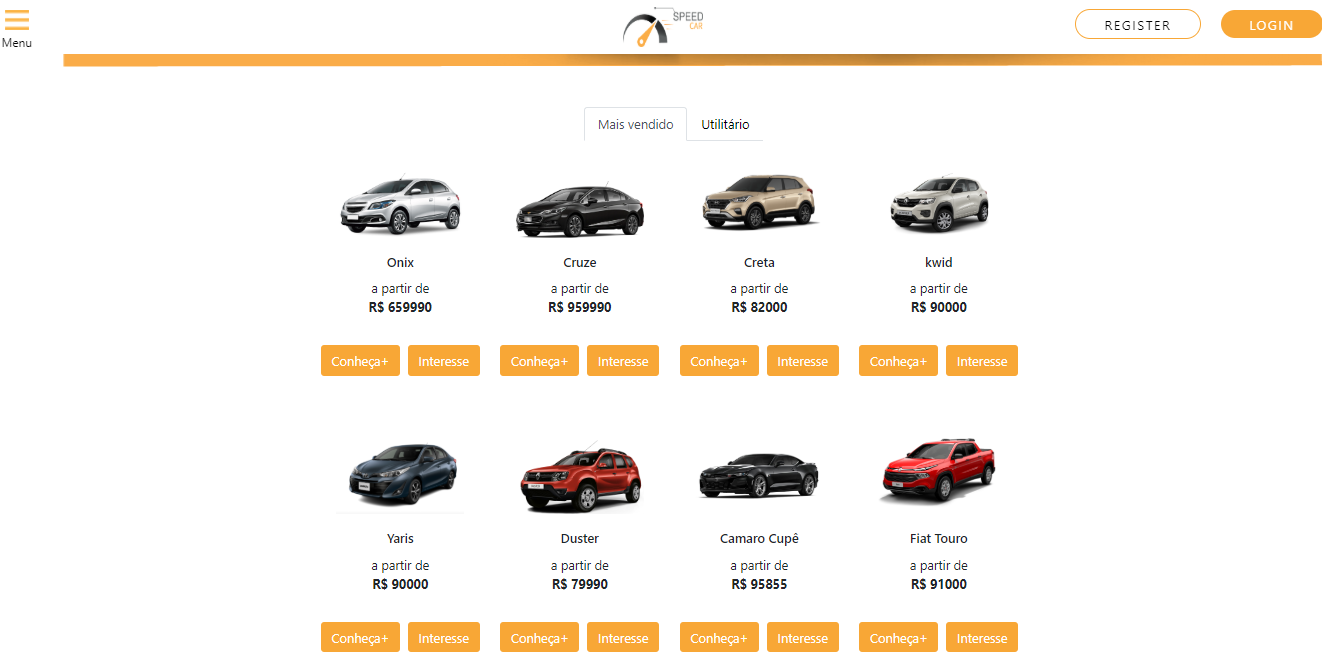 Menu
SPEED
CAR
REGISTER
LOGIN
Mais vendido
Utilitário
Onix
Cruze
Creta
kwid
a partir de
a partir de
a partir de
a partir de
R$ 659990
R$ 959990
R$ 82000
R$ 90000
Conheça+
Interesse
Conheça+
Interesse
Conheça+
Interesse
Conheça+
Interesse
Yaris
Duster
Camaro Cupê
Fiat Touro
a partir de
a partir de
a partir de
a partir de
R$ 90000
R$ 79990
R$ 95855
R$ 91000
Conheça+
Interesse
Conheça+
Interesse
Conheça+
Interesse
Conheça+
Interesse